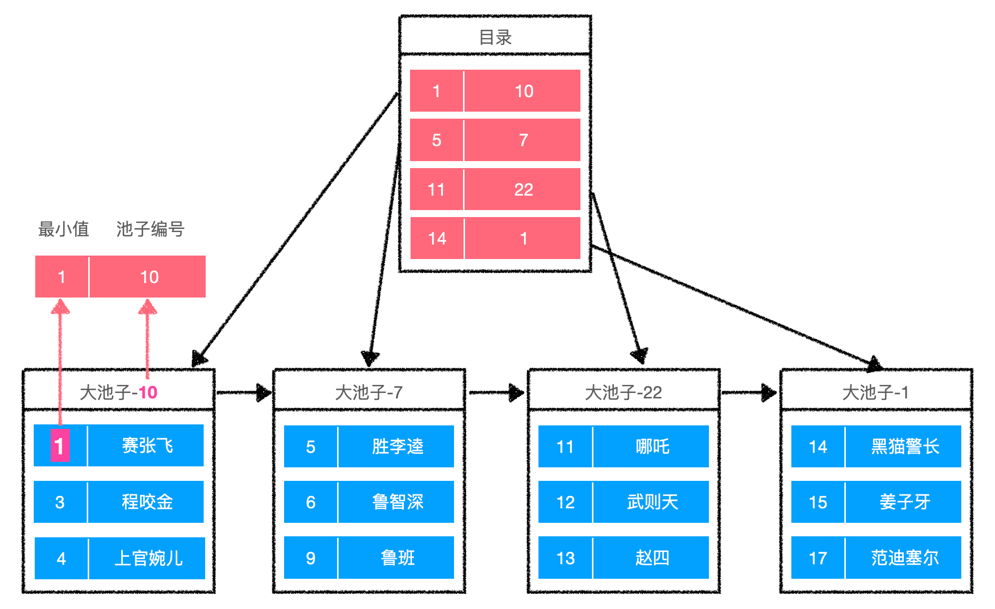 目录
1 10
5 7
11 22
14 1
最小值 池子编号
1 10
大池子-10
1 赛张飞
3 程咬金
4 上官婉儿
大池子-7
5 胜李逵
6 鲁智深
9 鲁班
大池子-22
11 哪吒
12 武则天
13 赵四
大池子-1
14 黑猫警长
15 姜子牙
17 范迪塞尔